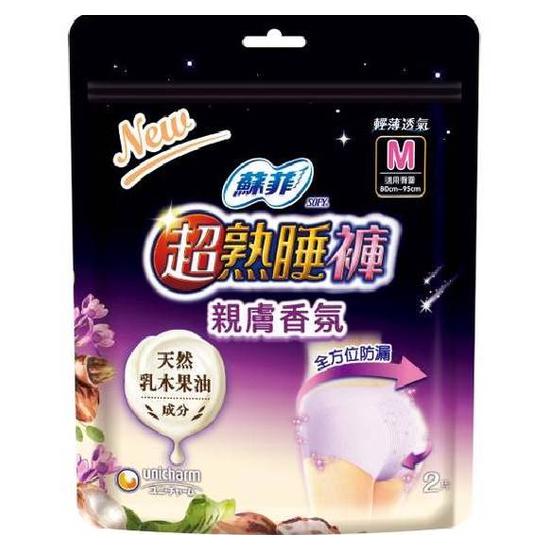 New
輕薄透氣
M
適用臀圍
80cm~95cm
蘇菲
SOFY
超熟睡褲
親膚香氛
天然
乳木果油
成分
全方位防漏
unicharm
ユニ・チャーム
2片